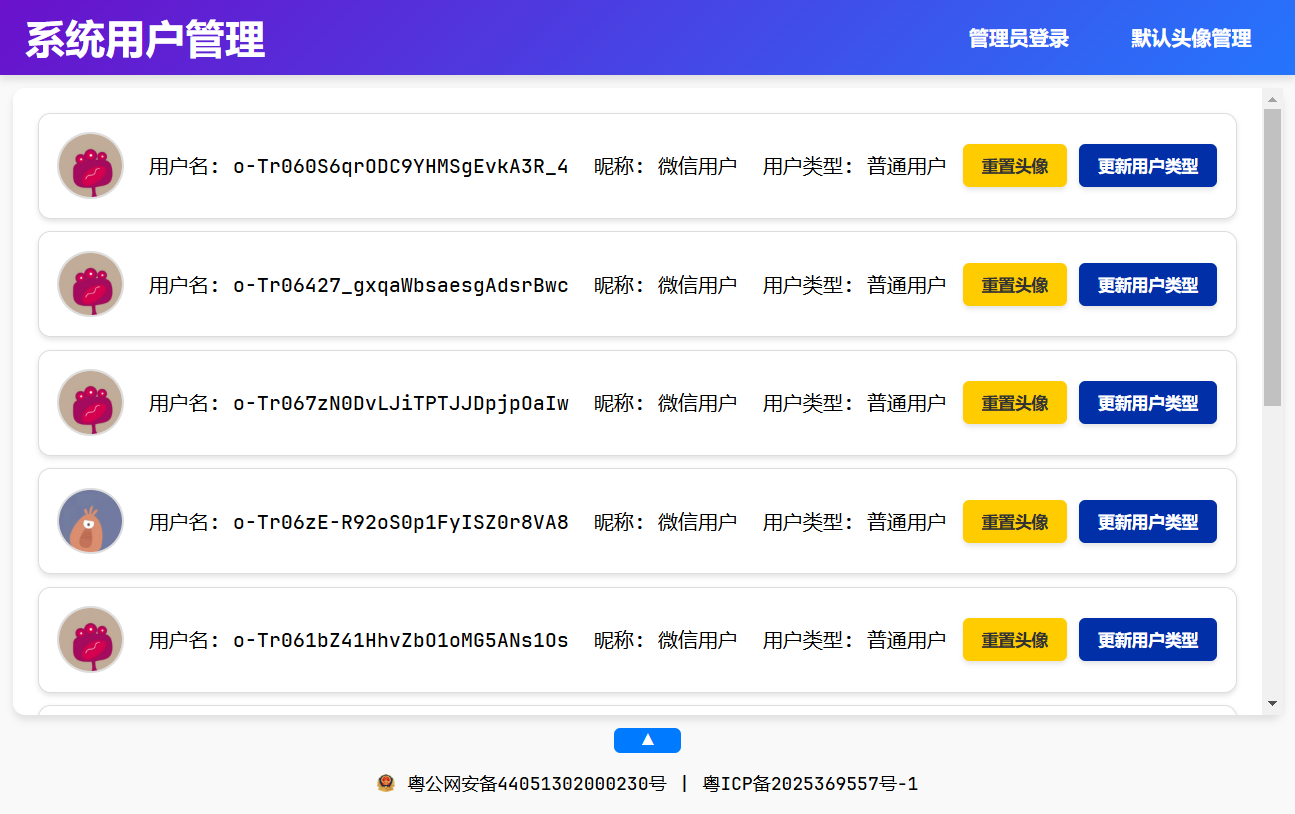 系统用户管理 管理员登录 默认头像管理
用户名: o-Tr060S6qrODC9YHMSgEvkA3R_4 昵称: 微信用户 用户类型: 普通用户 重置头像 更新用户类型
用户名: o-Tr06427_gxqaWbsaesgAdsrBwc 昵称: 微信用户 用户类型: 普通用户 重置头像 更新用户类型
用户名: o-Tr067zN0DvLJiTPTJJDpjpOaIw 昵称: 微信用户 用户类型: 普通用户 重置头像 更新用户类型
用户名: o-Tr06zE-R92oS0p1FyISZ0r8VA8 昵称: 微信用户 用户类型: 普通用户 重置头像 更新用户类型
用户名: o-Tr061bZ41HhvZbO1oMG5ANs1Os 昵称: 微信用户 用户类型: 普通用户 重置头像 更新用户类型
▲
粤公网安备44051302000230号 | 粤ICP备2025369557号-1